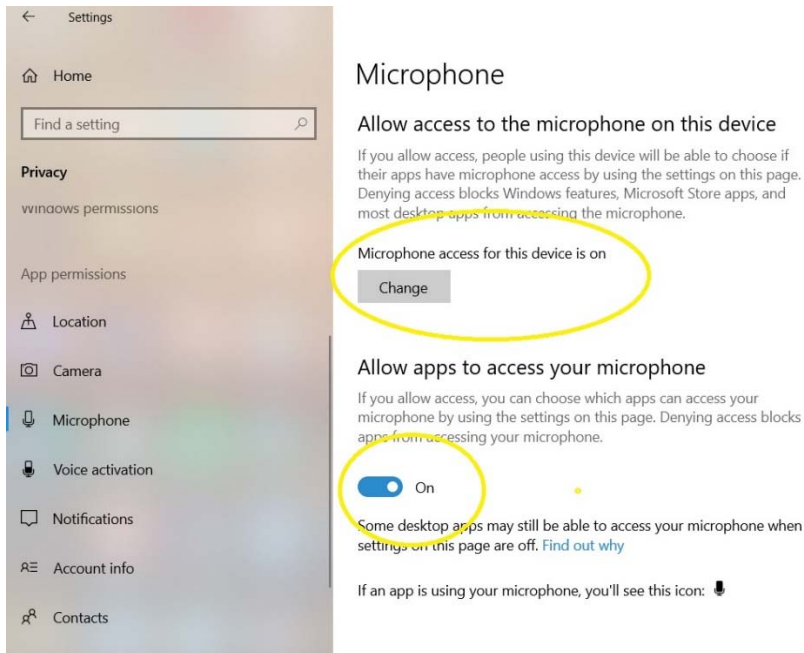 Settings
Home
Find a setting
Privacy
Windows permissions
App permissions
Location
Camera
Microphone
Voice activation
Notifications
Account info
Contacts
Microphone
Allow access to the microphone on this device
If you allow access, people using this device will be able to choose if
their apps have microphone access by using the settings on this page.
Denying access blocks Windows features, Microsoft Store apps, and
most desktop apps from accessing the microphone.
Microphone access for this device is on
Change
Allow apps to access your microphone
If you allow access, you can choose which apps can access your
microphone by using the settings on this page. Denying access blocks
apps from accessing your microphone.
On
Some desktop apps may still be able to access your microphone when
settings on this page are off. Find out why
If an app is using your microphone, you'll see this icon: